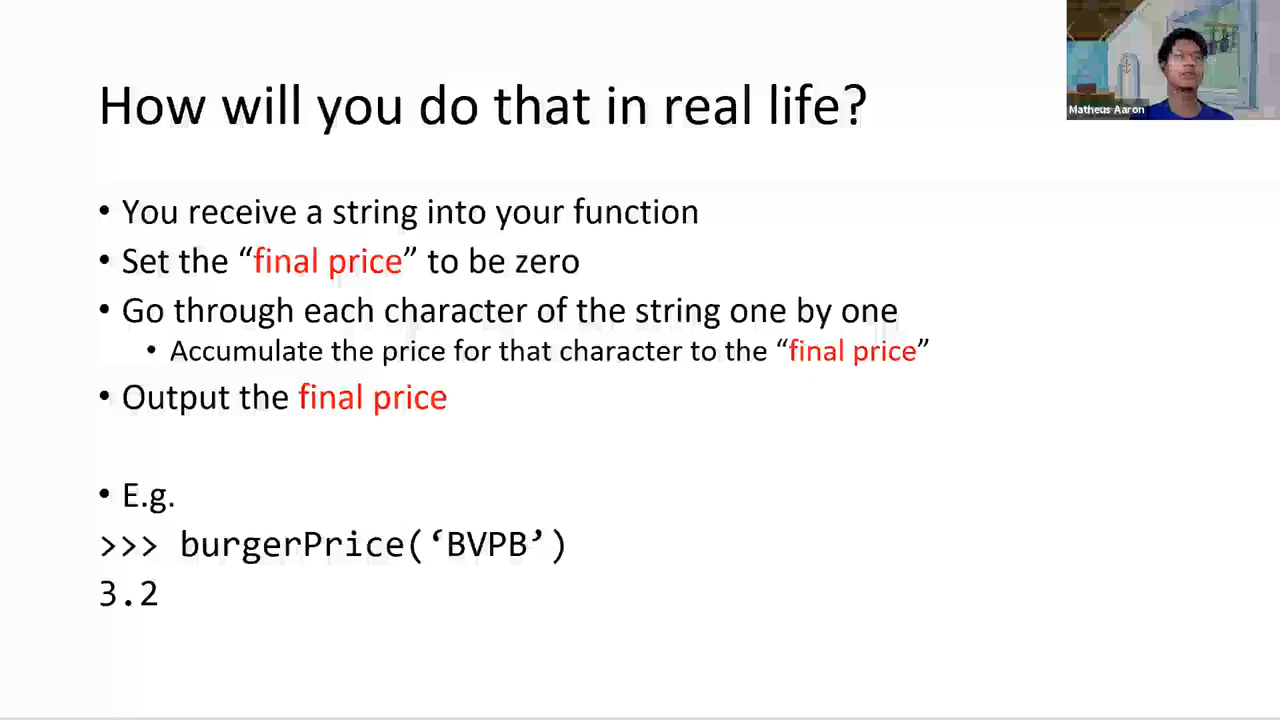 How will you do that in real life?
Matheus Aaron
• You receive a string into your function
• Set the “final price” to be zero
• Go through each character of the string one by one
• Accumulate the price for that character to the “final price”
• Output the final price
• E.g.
>>> burgerPrice(‘BVPB’)
3.2